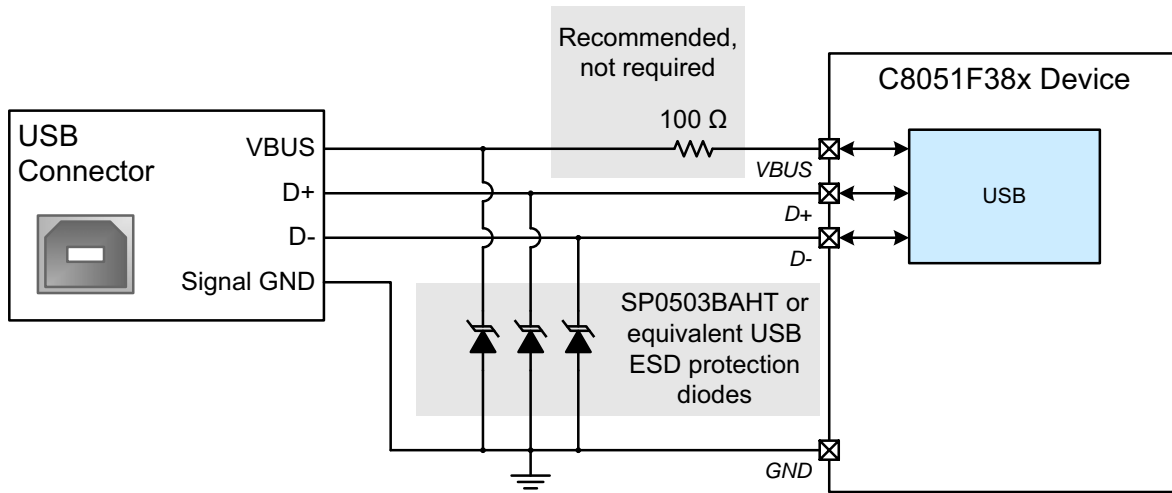 Recommended,
not required
100 Ω
C8051F38x Device
USB
Connector
VBUS
D+
D-
Signal GND
VBUS
D+
D-
USB
SP0503BAHT or
equivalent USB
ESD protection
diodes
GND